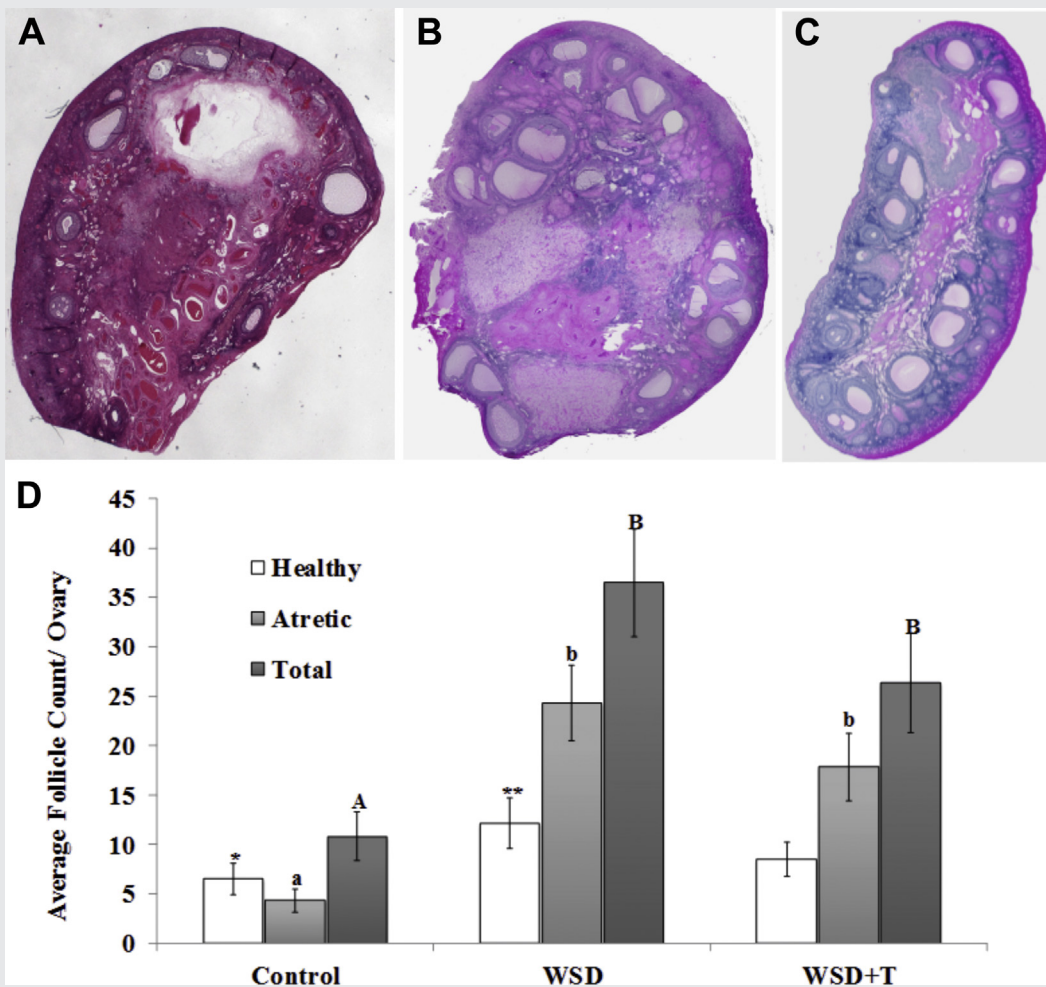 A
B
C
D
45
40
35
30
25
20
15
10
5
0
Average Follicle Count/ Ovary
Healthy
Atretic
Total
*
a
A
**
b
B
b
B
Control
WSD
WSD+T